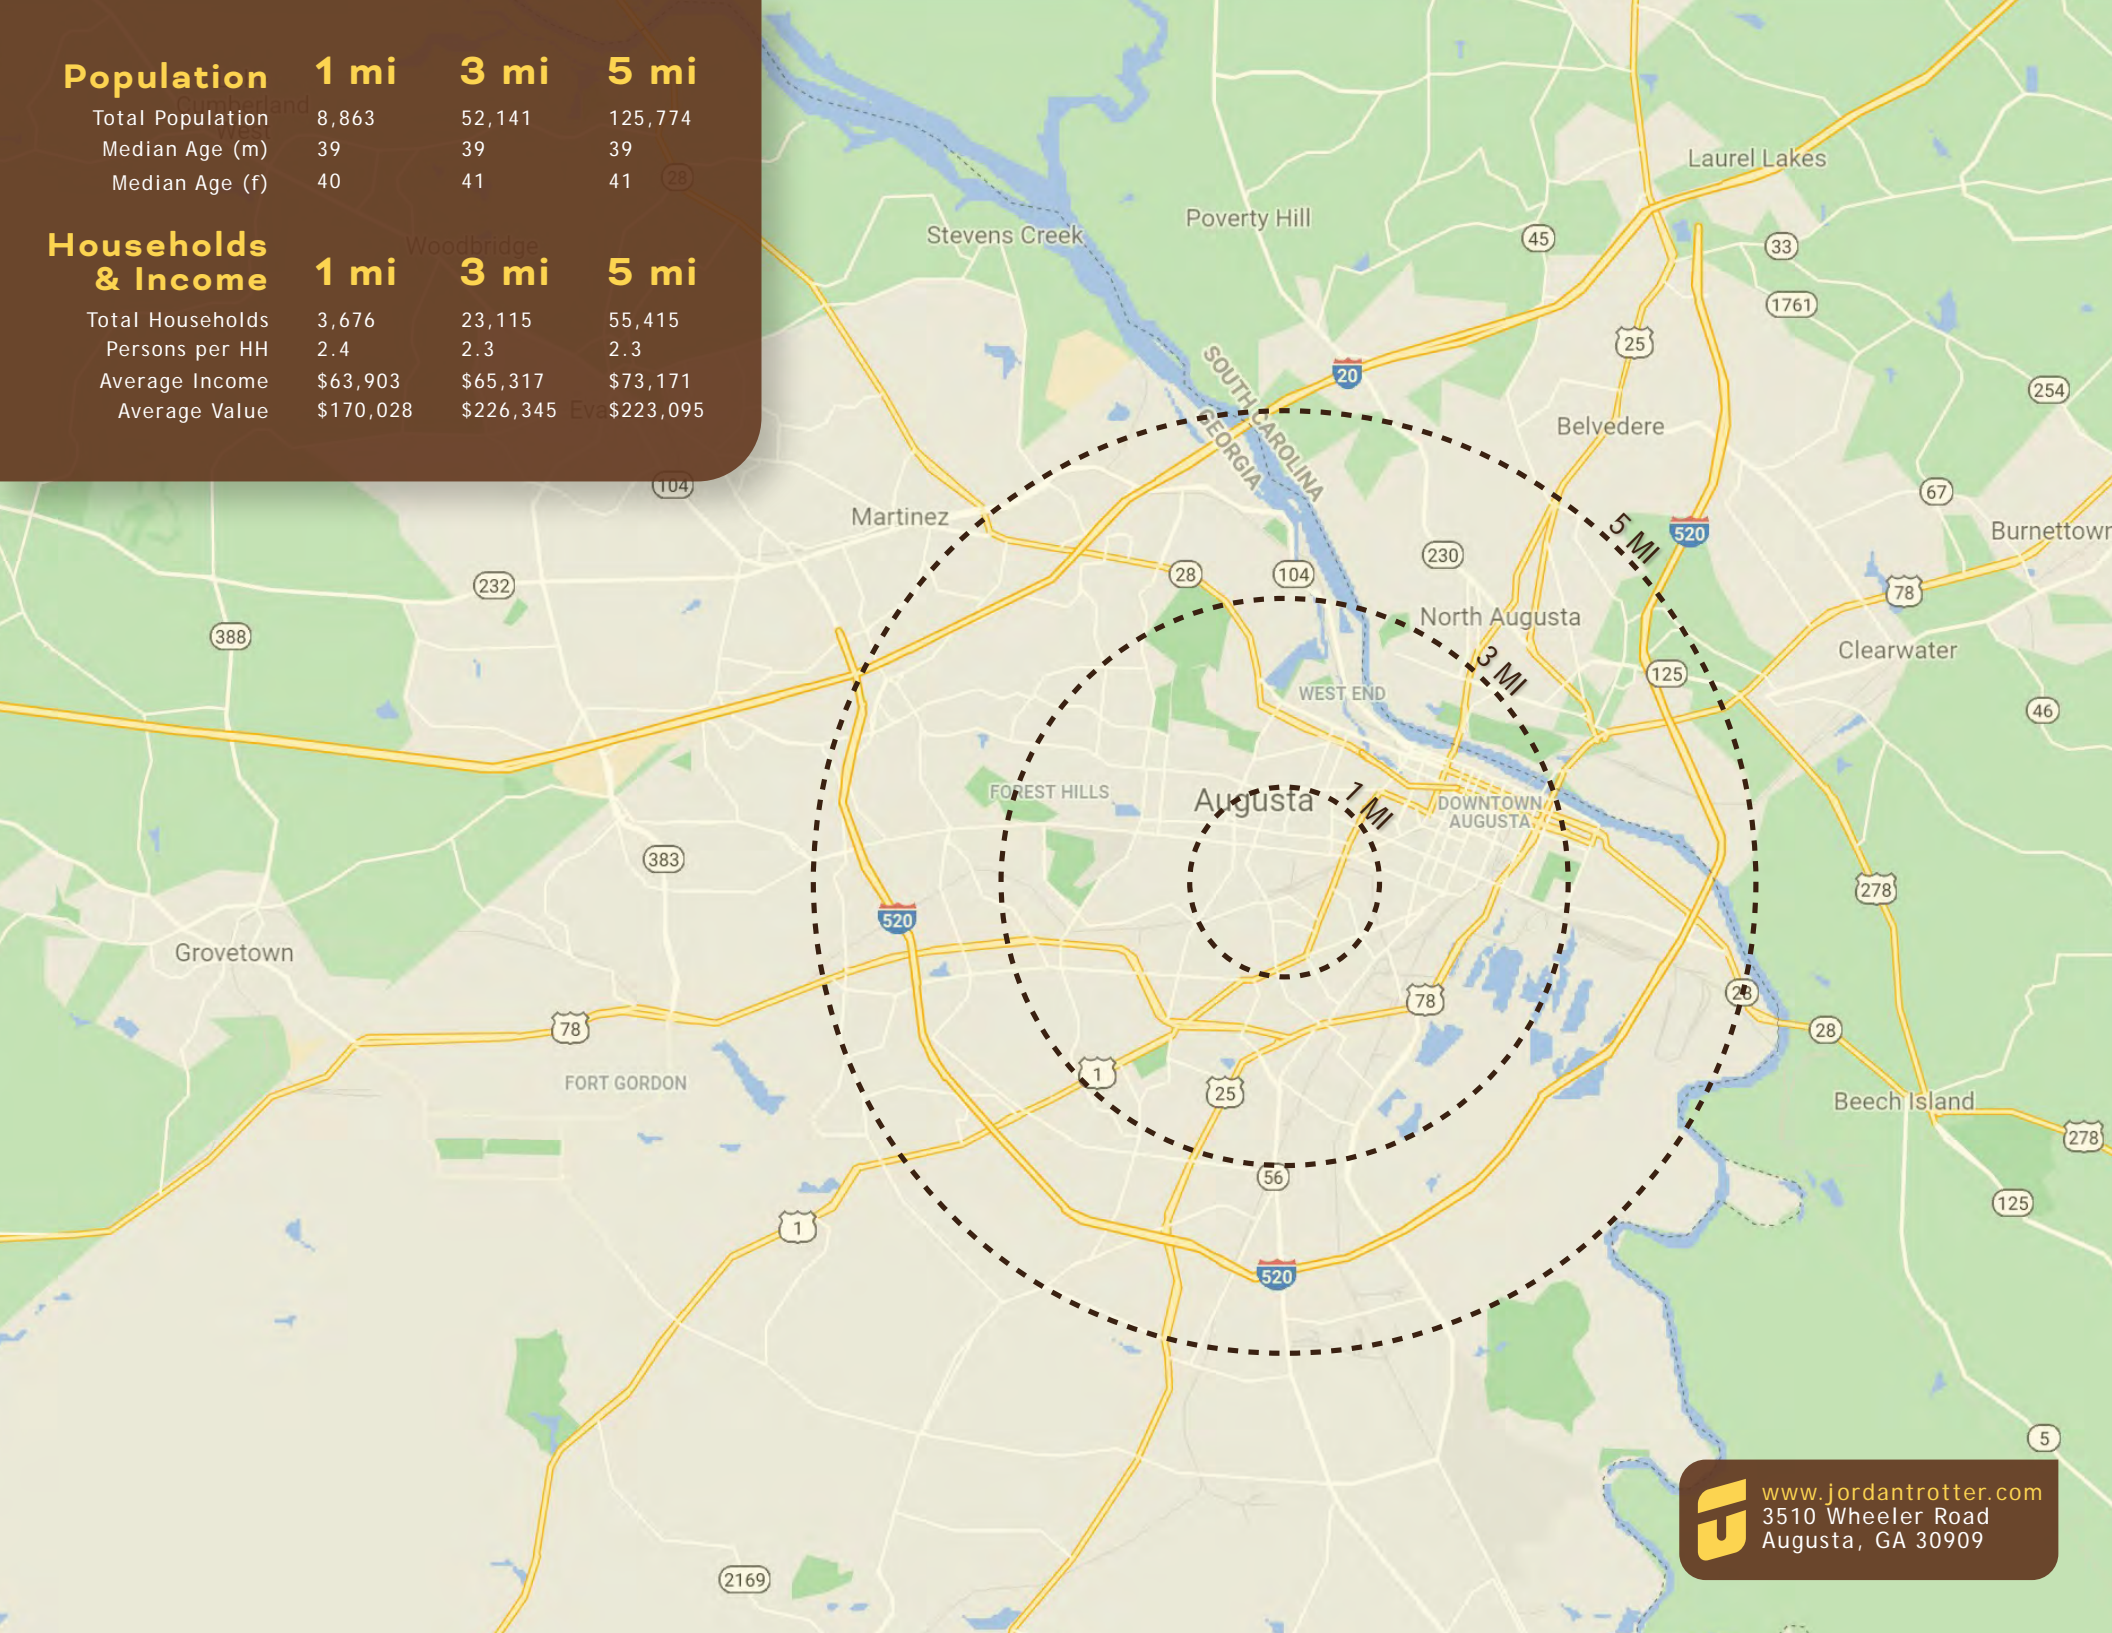 Population 1 mi 3 mi 5 mi
Total Population 8,863 52,141 125,774
Median Age (m) 39 39 39
Median Age (f) 40 41 41
Households
& Income 1 mi 3 mi 5 mi
Total Households 3,676 23,115 55,415
Persons per HH 2.4 2.3 2.3
Average Income $63,903 $65,317 $73,171
Average Value $170,028 $226,345 $223,095
Cumberland
West
28
Woodbridge
Laurel Lakes
Poverty Hill
Stevens Creek
45
33
1761
25
SOUTH CAROLINA
GEORGIA
20
254
Belvedere
104
67
Martinez
5 MI
520
Burnettown
230
28
104
232
78
North Augusta
388
Clearwater
3 MI
125
WEST END
46
FOREST HILLS
Augusta
1 MI
DOWNTOWN
AUGUSTA
383
278
520
Grovetown
78
28
28
78
1
FORT GORDON
25
Beech Island
278
56
125
1
520
5
2169
www.jordantrotter.com
3510 Wheeler Road
Augusta, GA 30909